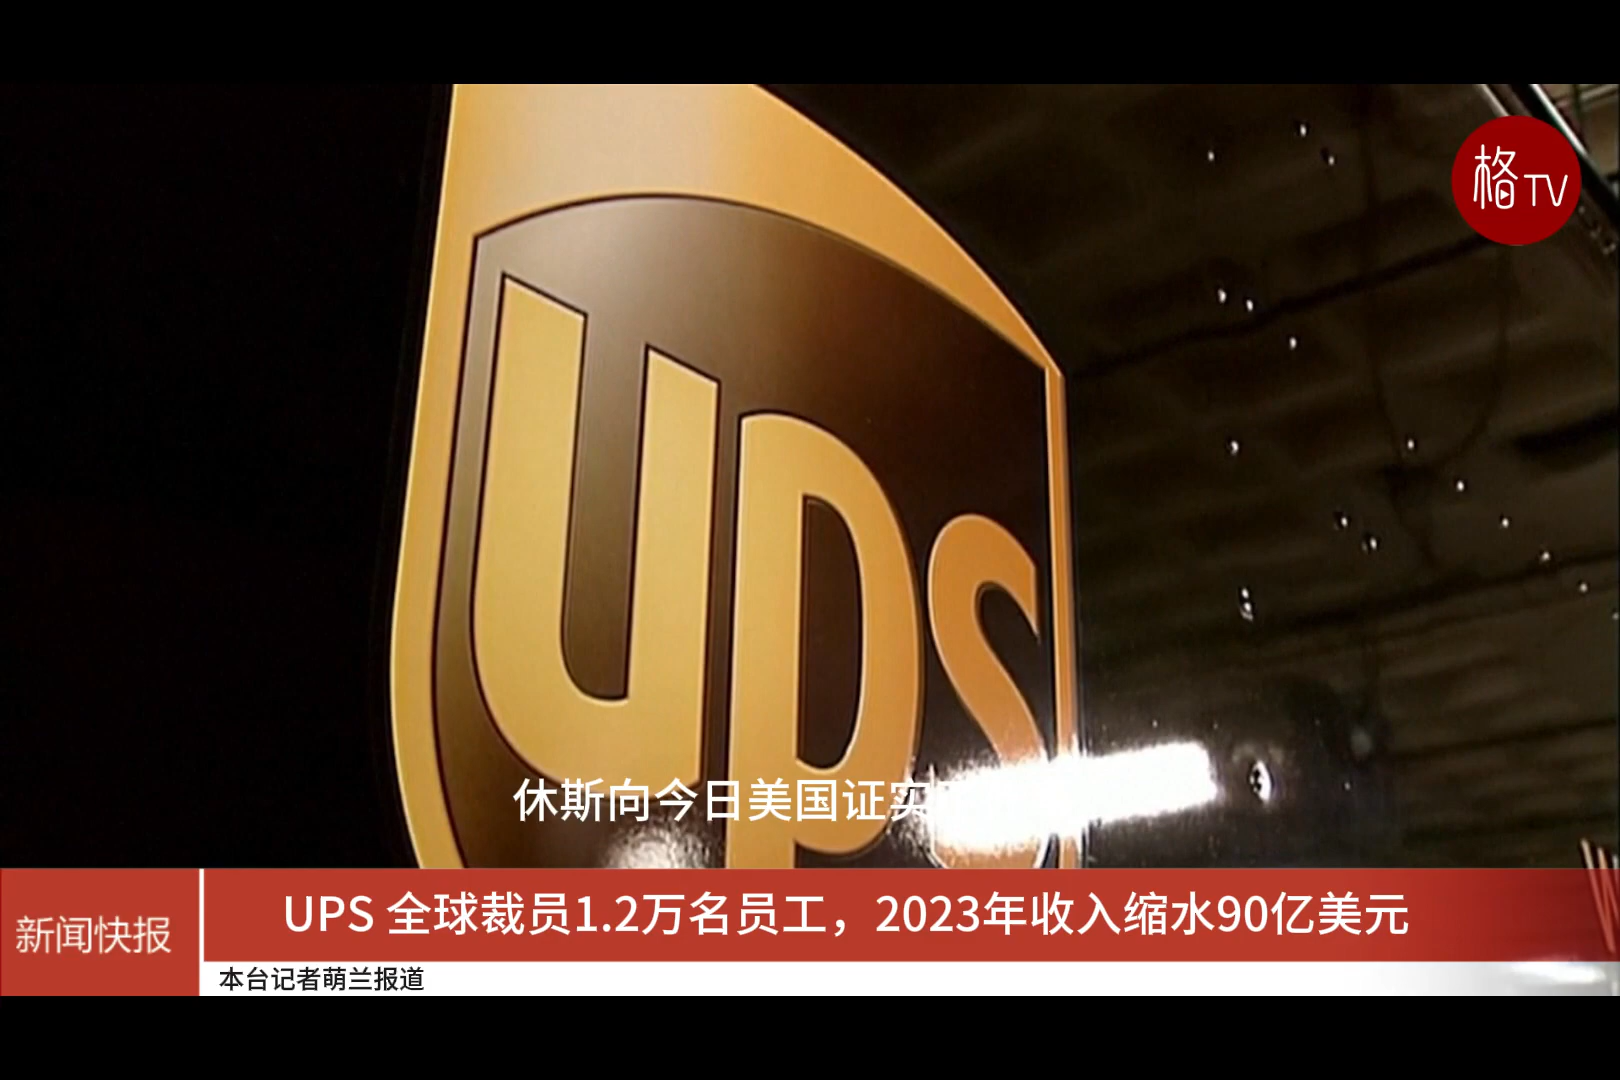 格TV
ups
休斯向今日美国证实
UPS 全球裁员1.2万名员工，2023年收入缩水90亿美元
新闻快报
本台记者萌兰报道